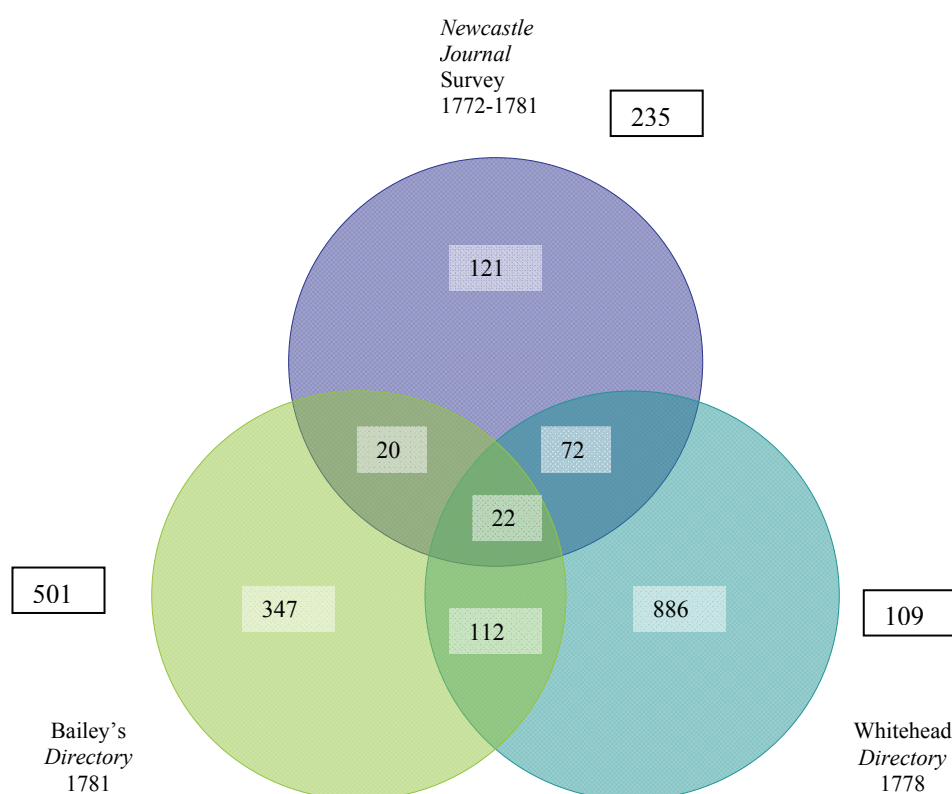 Newcastle
Journal
Survey
1772-1781
235
121
20
72
22
501
347
112
886
109
Bailey’s
Directory
1781
Whitehead
Directory
1778